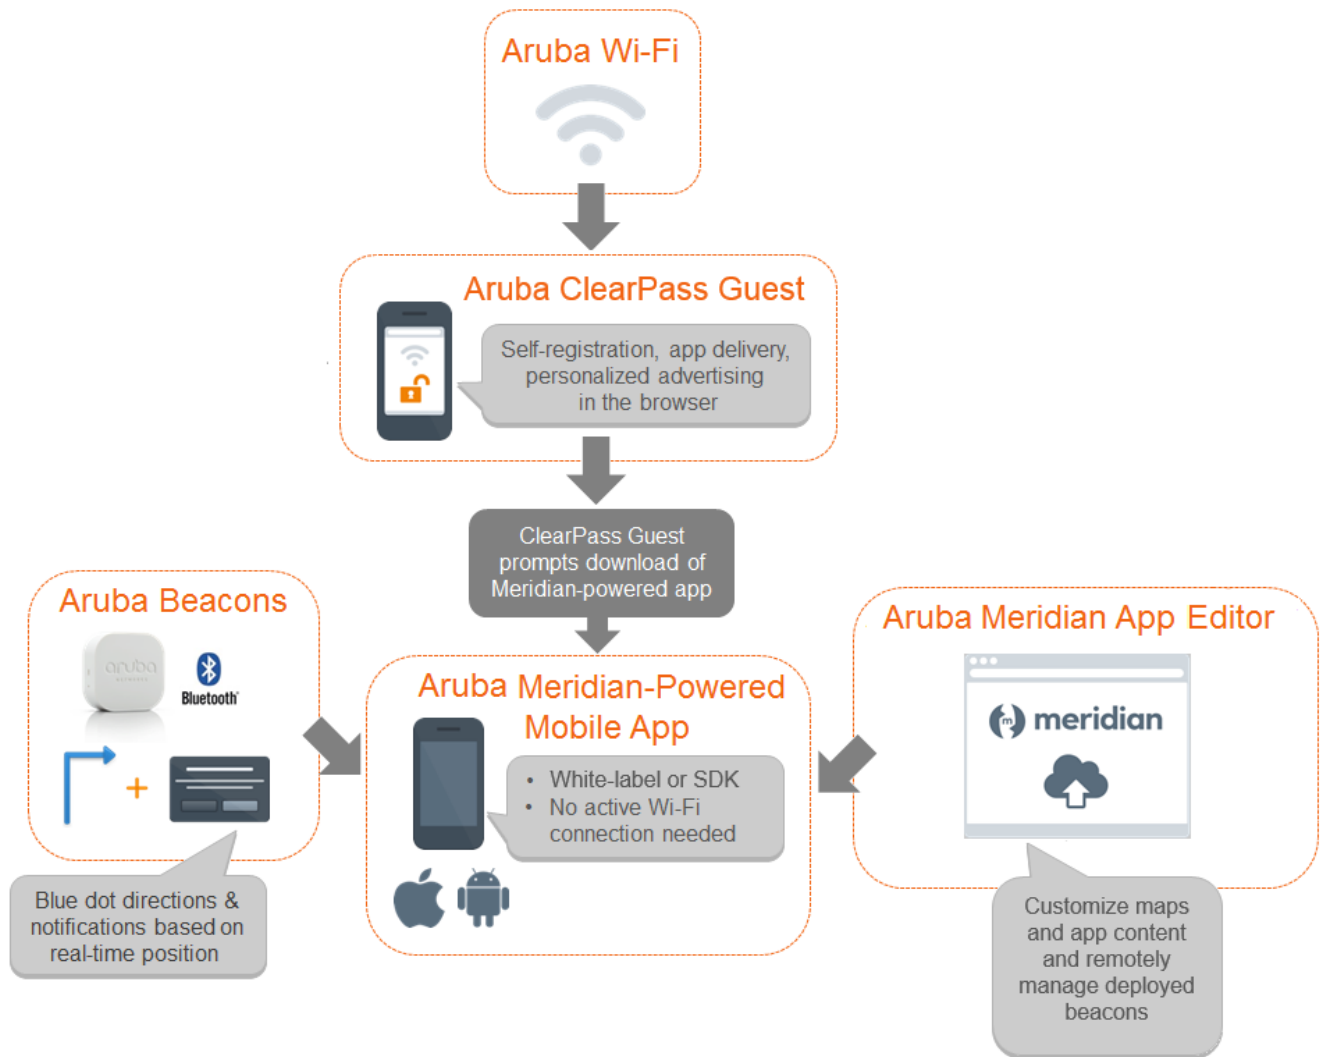 Aruba Wi-Fi
Aruba ClearPass Guest
Self-registration, app delivery,
personalized advertising
in the browser
ClearPass Guest
prompts download of
Meridian-powered app
Aruba Beacons
aruba
NETWORKS
Bluetooth
+
Blue dot directions &
notifications based on
real-time position
Aruba Meridian-Powered
Mobile App
• White-label or SDK
• No active Wi-Fi
connection needed
Aruba Meridian App Editor
m meridian
Customize maps
and app content
and remotely
manage deployed
beacons